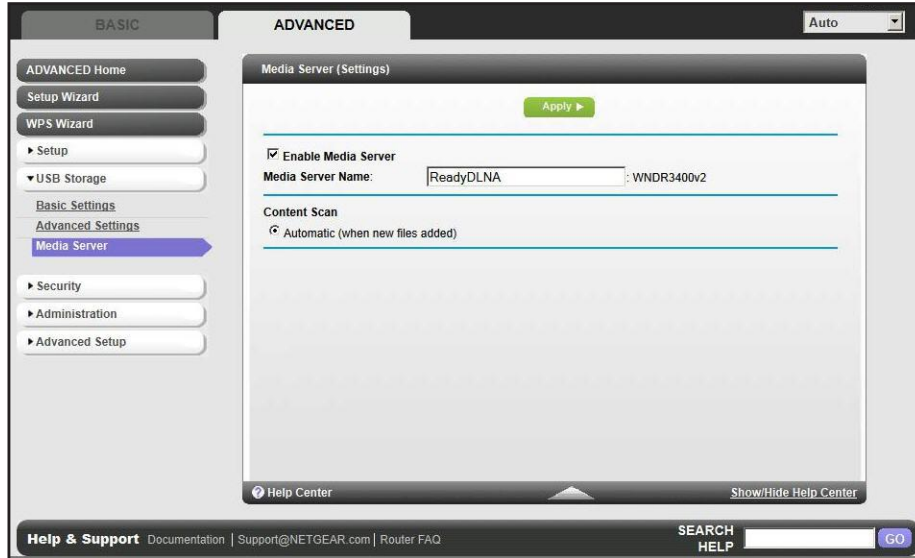 BASIC
ADVANCED
Auto
ADVANCED Home
Setup Wizard
WPS Wizard
Setup
USB Storage
Basic Settings
Advanced Settings
Media Server
Security
Administration
Advanced Setup
Media Server (Settings)
Apply
Enable Media Server
Media Server Name: ReadyDLNA : WNDR3400v2
Content Scan
Automatic (when new files added)
Help Center
Show/Hide Help Center
Help & Support Documentation | Support@NETGEAR.com | Router FAQ
SEARCH
HELP
GO